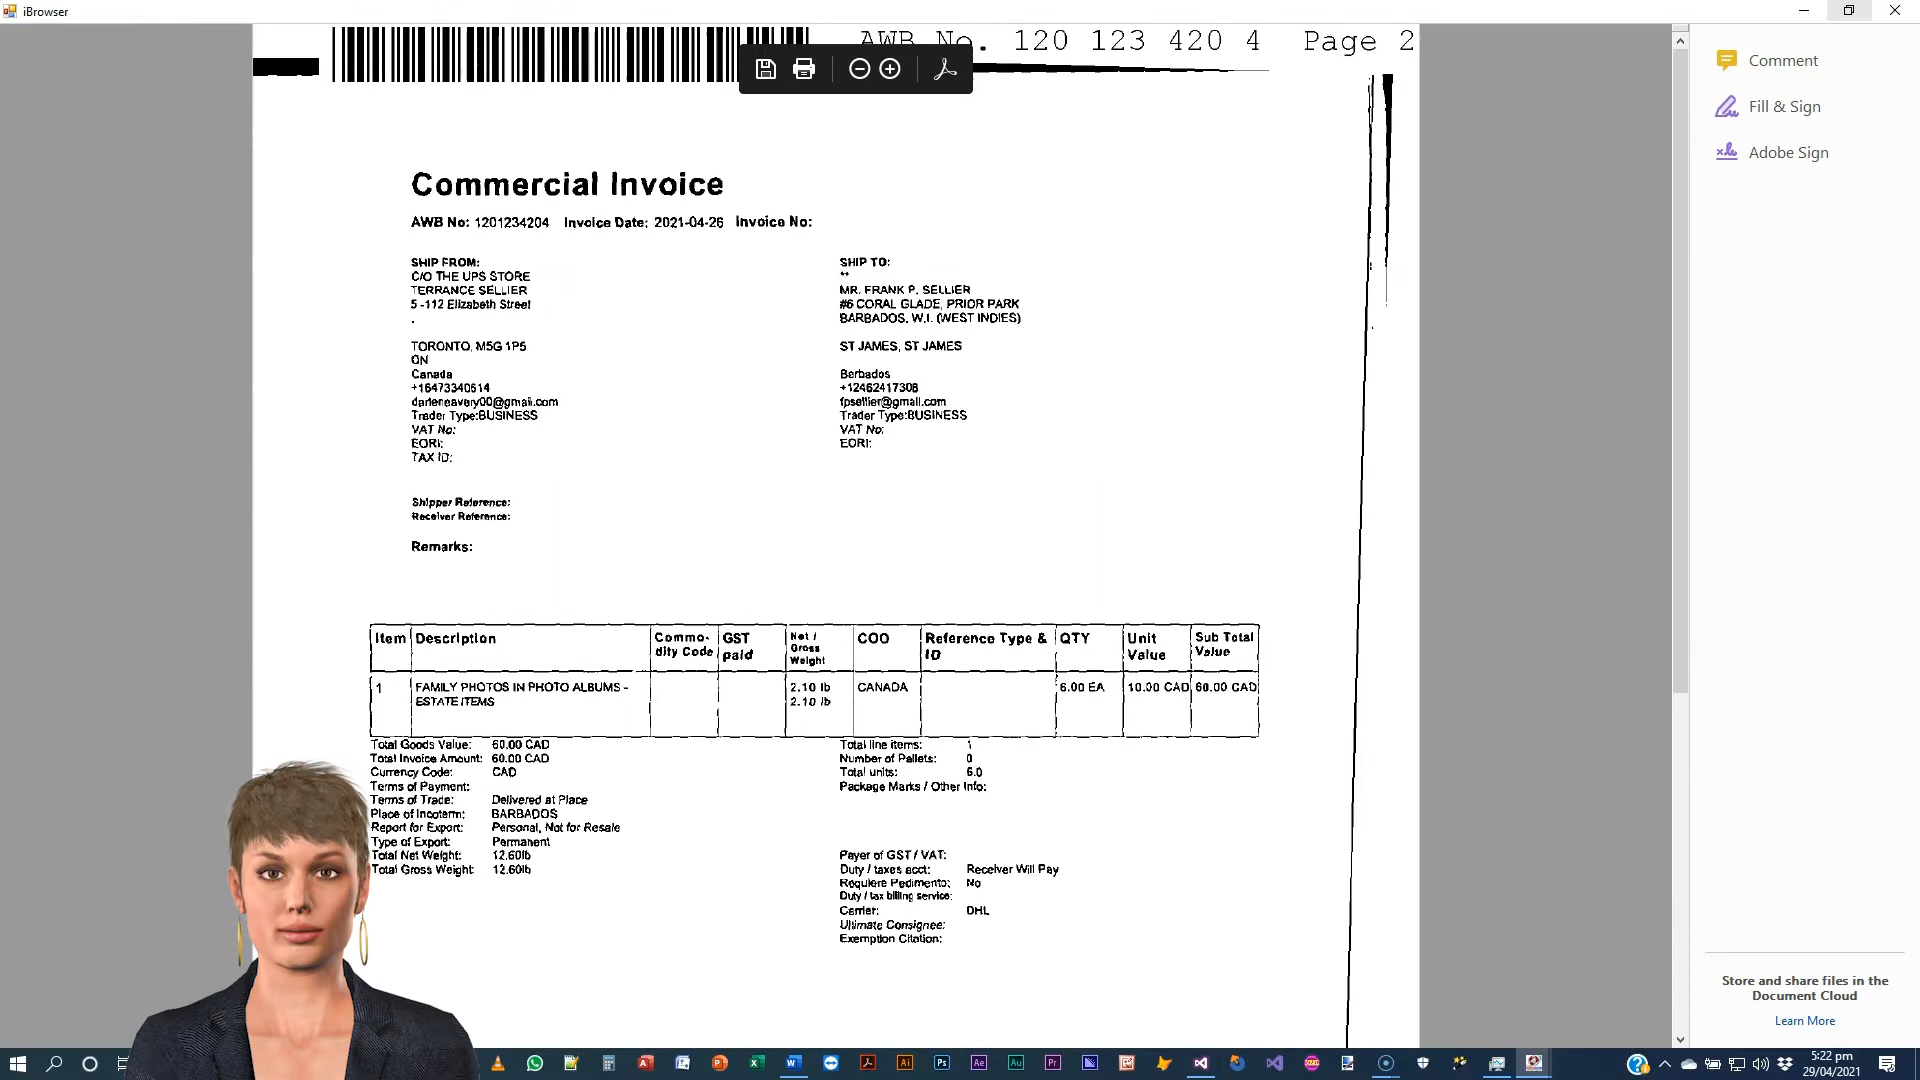 iBrowser
AWB No. 120 123 420 4 Page 2
Commercial Invoice
AWB No: 1201234204 Invoice Date: 2021-04-26 Invoice No:
SHIP FROM:
C/O THE UPS STORE
TERRANCE SELLIER
5 -112 Elizabeth Street
.
TORONTO, M5G 1P5
ON
Canada
+16473340614
darleneavery00@gmail.com
Trader Type:BUSINESS
VAT No:
EORI:
TAX ID:
SHIP TO:
**
MR. FRANK P. SELLIER
#6 CORAL GLADE, PRIOR PARK
BARBADOS, W.I. (WEST INDIES)
ST JAMES, ST JAMES
Barbados
+12462417308
fpsellier@gmail.com
Trader Type:BUSINESS
VAT No:
EORI:
Shipper Reference:
Receiver Reference:
Remarks:
Item Description Commo-dity Code GST paid Net / Gross Weight COO Reference Type & ID QTY Unit Value Sub Total Value
1 FAMILY PHOTOS IN PHOTO ALBUMS - 2.10 lb CANADA 6.00 EA 10.00 CAD 60.00 CAD
ESTATE ITEMS 2.10 lb
Total Goods Value: 60.00 CAD
Total Invoice Amount: 60.00 CAD
Currency Code: CAD
Terms of Payment:
Terms of Trade: Delivered at Place
Place of Incoterm: BARBADOS
Report for Export: Personal, Not for Resale
Type of Export: Permanent
Total Net Weight: 12.60lb
Total Gross Weight: 12.60lb
Total line items: 1
Number of Pallets: 0
Total units: 6.0
Package Marks / Other Info:
Payer of GST / VAT:
Duty / taxes acct: Receiver Will Pay
Requiere Pedimento: No
Duty / tax billing service:
Carrier: DHL
Ultimate Consignee:
Exemption Citation:
Comment
Fill & Sign
Adobe Sign
Store and share files in the
Document Cloud
Learn More
5:22 pm
29/04/2021